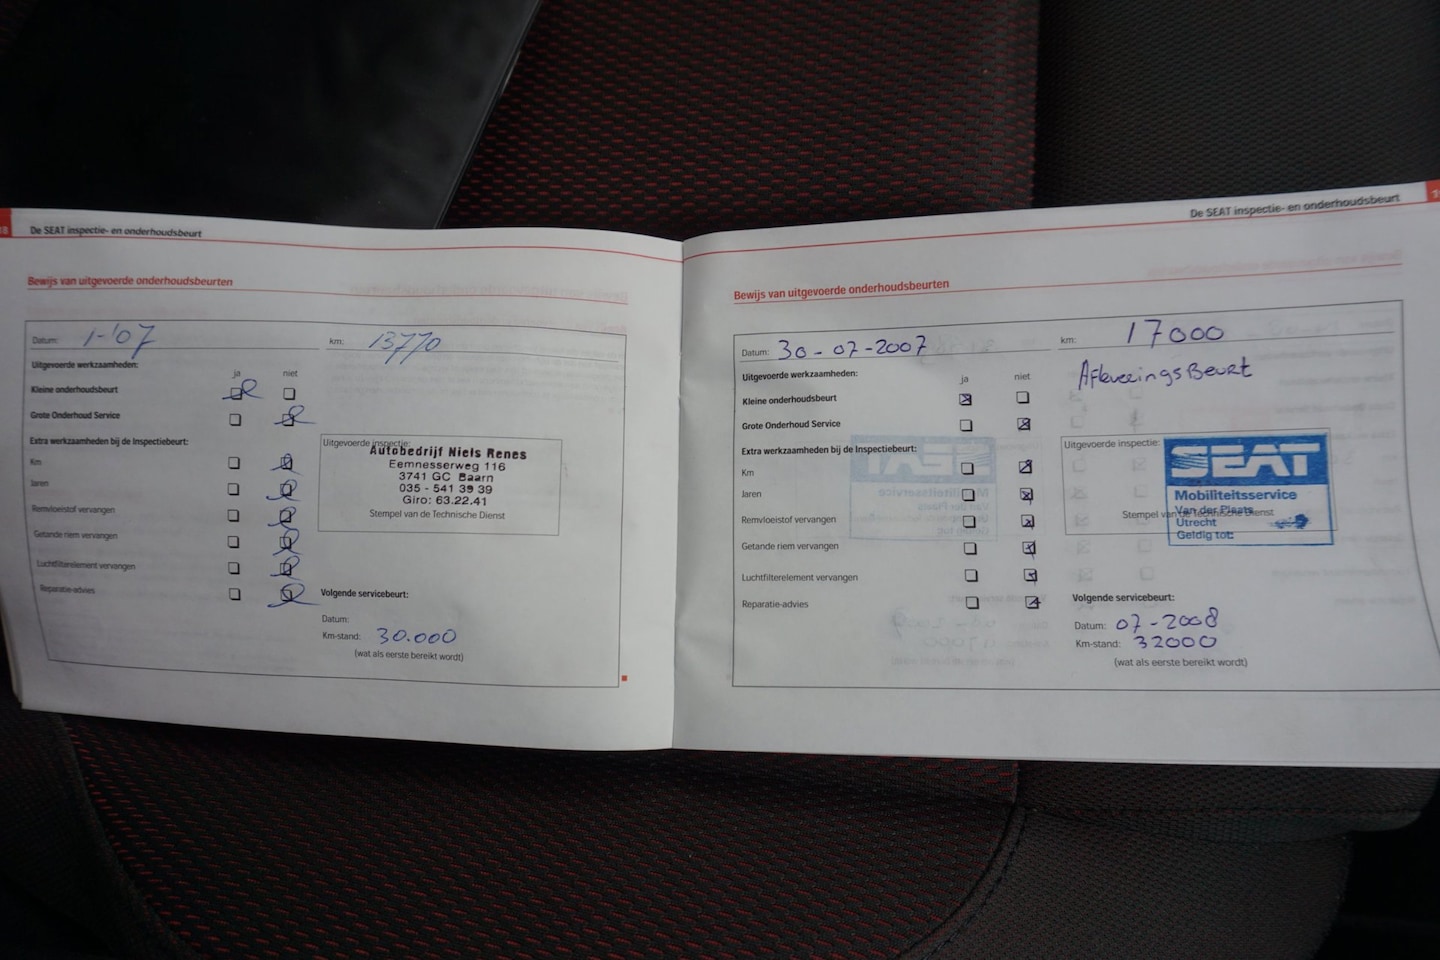 18
De SEAT inspectie- en onderhoudsbeurt
Bewijs van uitgevoerde onderhoudsbeurten
Datum: 1-'07
km: 13770
Uitgevoerde werkzaamheden:
ja niet
Kleine onderhoudsbeurt
Grote Onderhoud Service
Extra werkzaamheden bij de Inspectiebeurt:
Km
Jaren
Remvloeistof vervangen
Getande riem vervangen
Luchtfilterelement vervangen
Reparatie-advies
Uitgevoerde inspectie:
Autobedrijf Niels Renes
Eemnesserweg 116
3741 GC Baarn
035 - 541 39 39
Giro: 63.22.41
Stempel van de Technische Dienst
Volgende servicebeurt:
Datum:
Km-stand: 30.000
(wat als eerste bereikt wordt)
De SEAT inspectie- en onderhoudsbeurt
Bewijs van uitgevoerde onderhoudsbeurten
Datum: 30-07-2007
km: 17000
AfleveringsBeurt
Uitgevoerde werkzaamheden:
ja niet
Kleine onderhoudsbeurt
Grote Onderhoud Service
Extra werkzaamheden bij de Inspectiebeurt:
Km
Jaren
Remvloeistof vervangen
Getande riem vervangen
Luchtfilterelement vervangen
Reparatie-advies
Uitgevoerde inspectie:
SEAT
Mobiliteitsservice
Van der Plaats
Stempel van de Technische Dienst
Utrecht
Geldig tot:
Volgende servicebeurt:
Datum: 07-2008
Km-stand: 32000
(wat als eerste bereikt wordt)